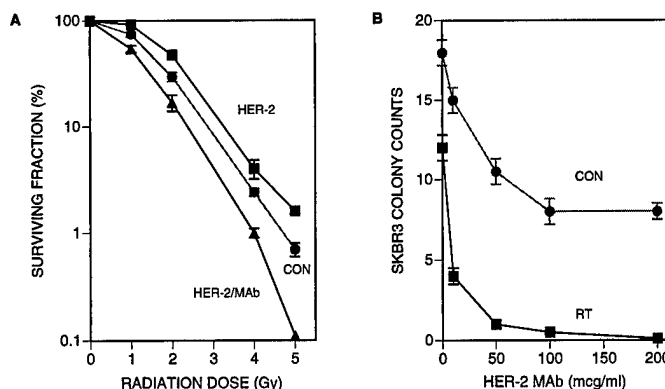 A
SURVIVING FRACTION (%)
100
10
1
0.1
HER-2
CON
HER-2/MAb
0 1 2 3 4 5
RADIATION DOSE (Gy)
B
SKBR3 COLONY COUNTS
20
15
10
5
0
CON
RT
0 50 100 150 200
HER-2 MAb (mcg/ml)